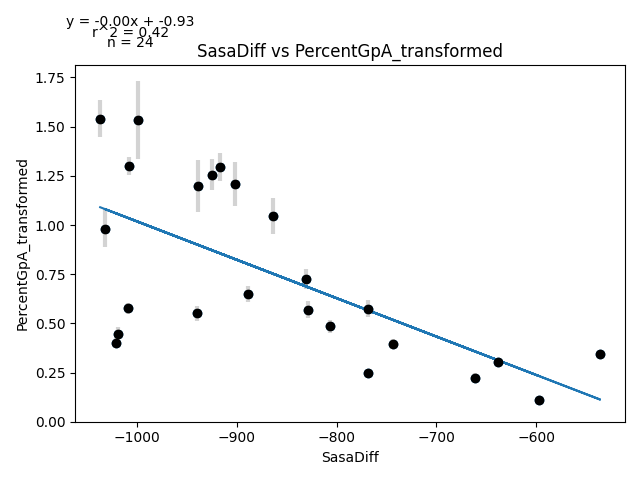 y = -0.00x + -0.93
r^2 = 0.42
n = 24
SasaDiff vs PercentGpA_transformed
1.75
1.50
1.25
1.00
0.75
0.50
0.25
0.00
PercentGpA_transformed
−1000 −900 −800 −700 −600
SasaDiff